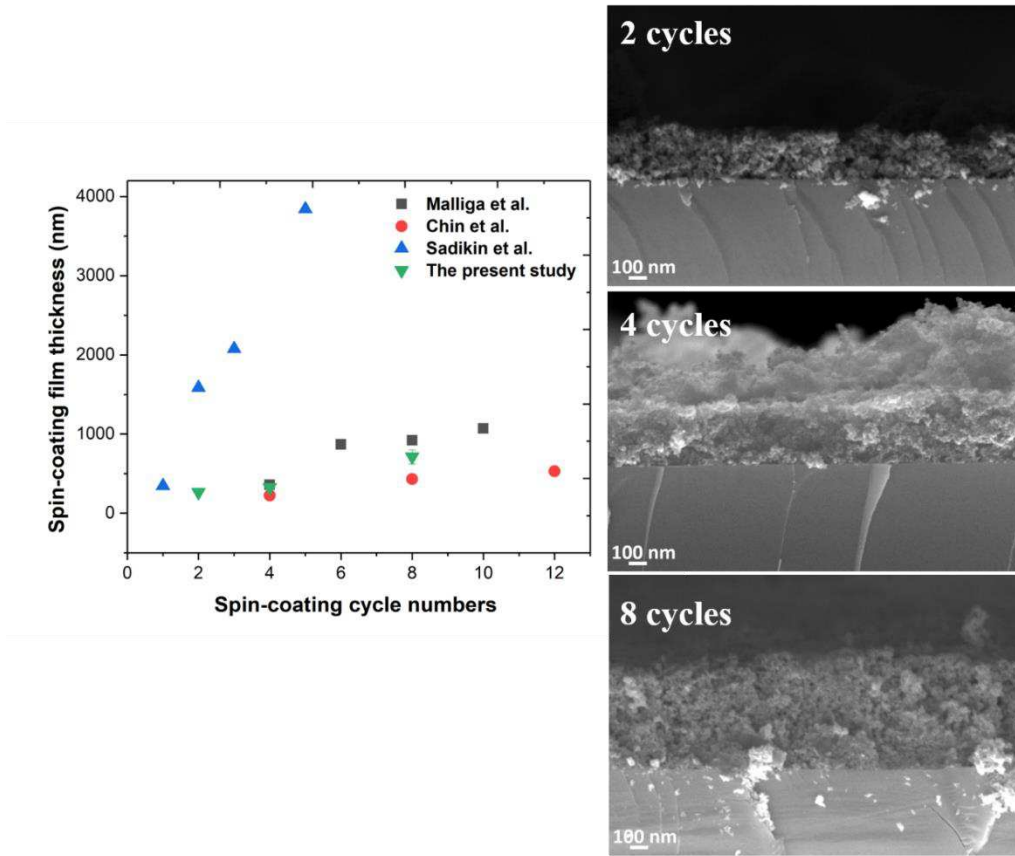 Spin-coating film thickness (nm)
4000
3000
2000
1000
0
0 2 4 6 8 10 12
Spin-coating cycle numbers
Malliga et al.
Chin et al.
Sadikin et al.
The present study
2 cycles
100 nm
4 cycles
100 nm
8 cycles
100 nm